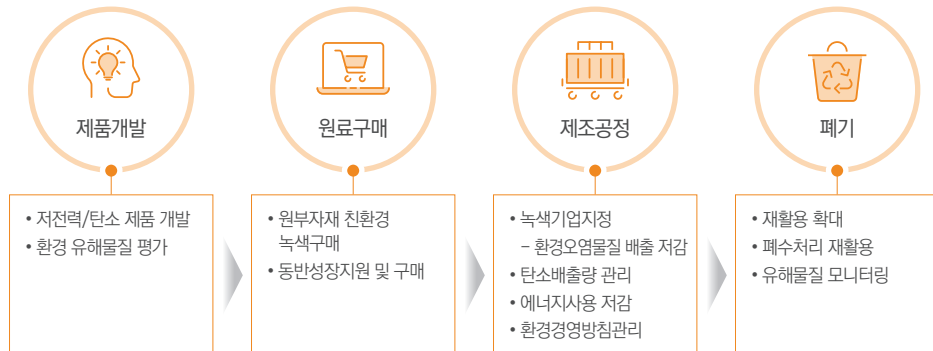 제품개발
• 저전력/탄소 제품 개발
• 환경 유해물질 평가
원료구매
• 원부자재 친환경
녹색구매
• 동반성장지원 및 구매
제조공정
• 녹색기업지정
– 환경오염물질 배출 저감
• 탄소배출량 관리
• 에너지사용 저감
• 환경경영방침관리
폐기
• 재활용 확대
• 폐수처리 재활용
• 유해물질 모니터링